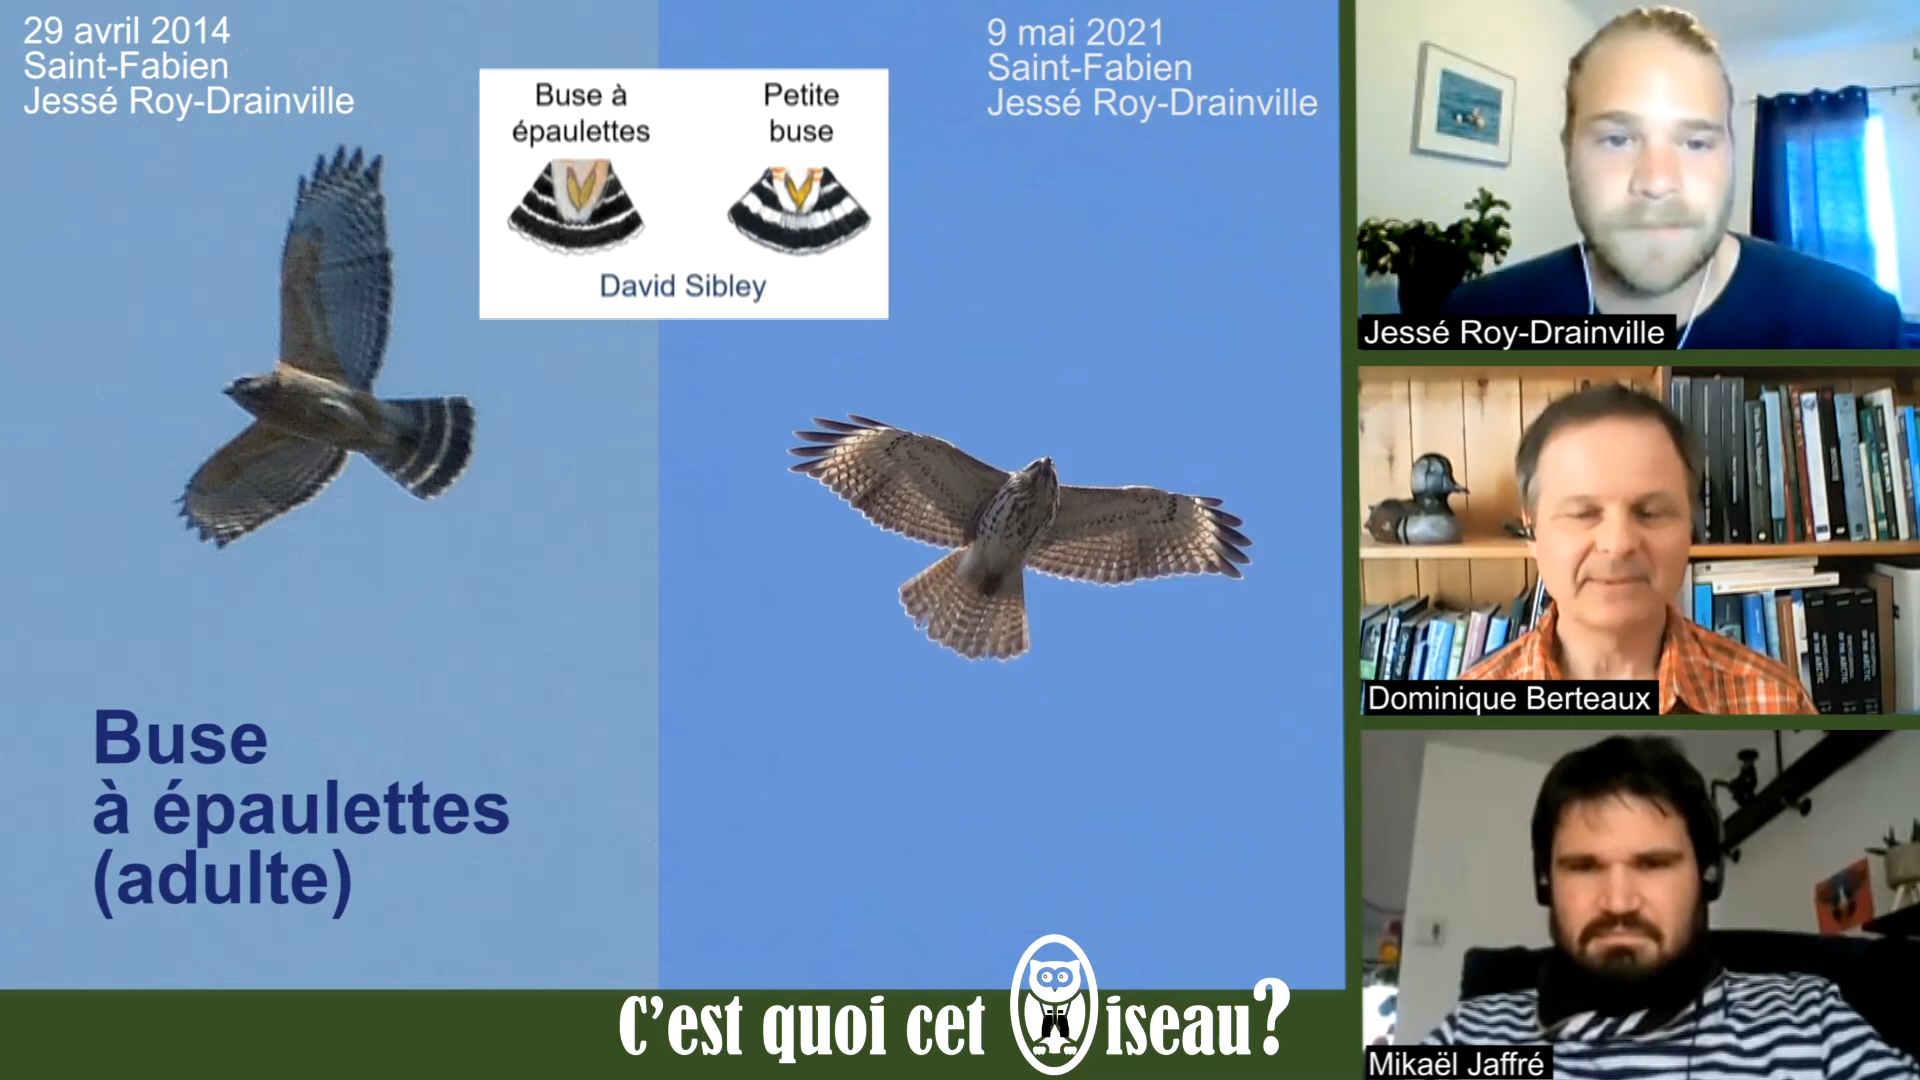 29 avril 2014
Saint-Fabien
Jessé Roy-Drainville
Buse à
épaulettes
Petite
buse
David Sibley
9 mai 2021
Saint-Fabien
Jessé Roy-Drainville
Buse
à épaulettes
(adulte)
Jessé Roy-Drainville
Dominique Berteaux
Mikaël Jaffré
C'est quoi cet Oiseau?